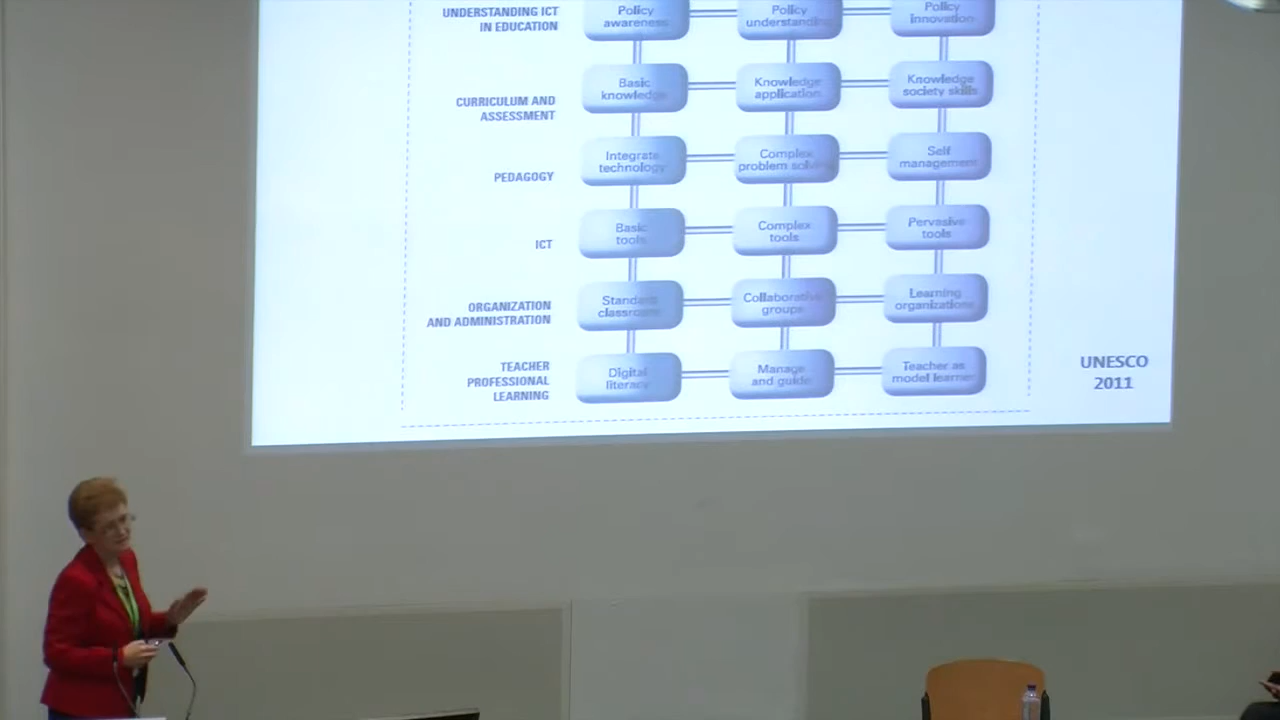 UNDERSTANDING ICT
IN EDUCATION
Policy
awareness
Policy
understanding
Policy
innovation
CURRICULUM AND
ASSESSMENT
Basic
knowledge
Knowledge
application
Knowledge
society skills
PEDAGOGY
Integrate
technology
Complex
problem solving
Self
management
ICT
Basic
tools
Complex
tools
Pervasive
tools
ORGANIZATION
AND ADMINISTRATION
Standard
classroom
Collaborative
groups
Learning
organizations
TEACHER
PROFESSIONAL
LEARNING
Digital
literacy
Manage
and guide
Teacher as
model learner
UNESCO
2011